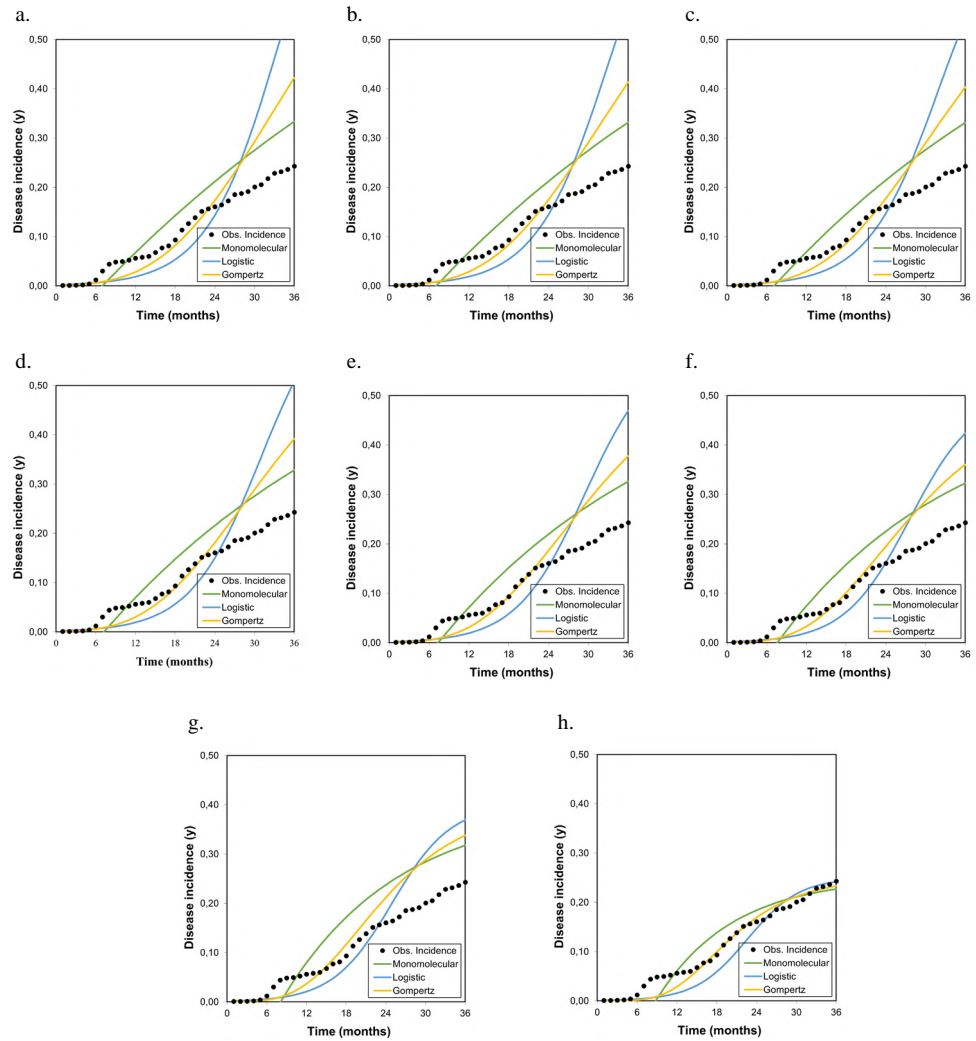 a.
0,50
0,40
0,30
0,20
0,10
0,00
Disease incidence (y)
Obs. Incidence
Monomolecular
Logistic
Gompertz
0 6 12 18 24 30 36
Time (months)
b.
0,50
0,40
0,30
0,20
0,10
0,00
Disease incidence (y)
Obs. Incidence
Monomolecular
Logistic
Gompertz
0 6 12 18 24 30 36
Time (months)
c.
0,50
0,40
0,30
0,20
0,10
0,00
Disease incidence (y)
Obs. Incidence
Monomolecular
Logistic
Gompertz
0 6 12 18 24 30 36
Time (months)
d.
0,50
0,40
0,30
0,20
0,10
0,00
Disease incidence (y)
Obs. Incidence
Monomolecular
Logistic
Gompertz
0 6 12 18 24 30 36
Time (months)
e.
0,50
0,40
0,30
0,20
0,10
0,00
Disease incidence (y)
Obs. Incidence
Monomolecular
Logistic
Gompertz
0 6 12 18 24 30 36
Time (months)
f.
0,50
0,40
0,30
0,20
0,10
0,00
Disease incidence (y)
Obs. Incidence
Monomolecular
Logistic
Gompertz
0 6 12 18 24 30 36
Time (months)
g.
0,50
0,40
0,30
0,20
0,10
0,00
Disease incidence (y)
Obs. Incidence
Monomolecular
Logistic
Gompertz
0 6 12 18 24 30 36
Time (months)
h.
0,50
0,40
0,30
0,20
0,10
0,00
Disease incidence (y)
Obs. Incidence
Monomolecular
Logistic
Gompertz
0 6 12 18 24 30 36
Time (months)